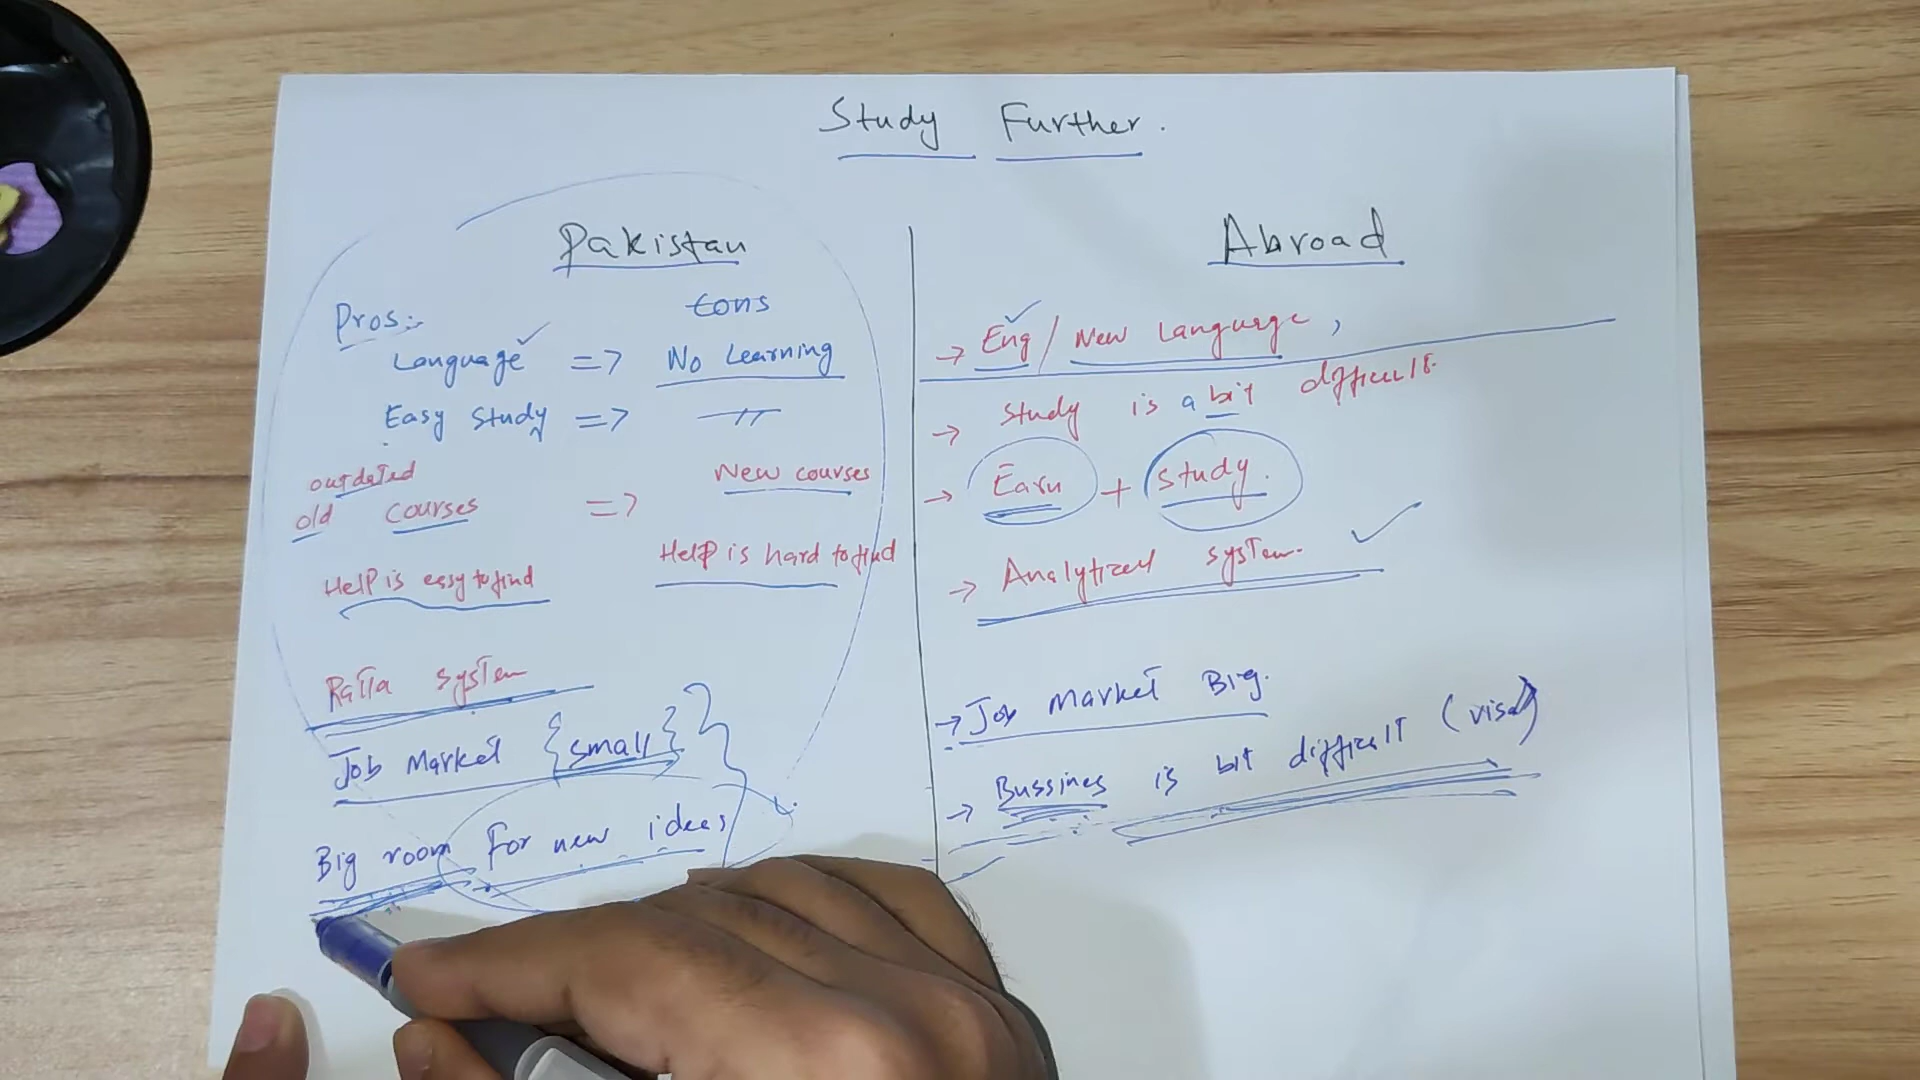 Study Further.
Pakistan
Pros:-
Cons
Language => No Learning
Easy Study =>
outdated
old courses => New courses
Help is easy to find
Help is hard to find
Ratta system
Job Market {small}
Big room for new ideas
Abroad
→ Eng / New Language,
→ Study is a bit difficult.
→ Earn + study.
→ Analytical system.
→ Job Market Big.
→ Bussines is bit difficult (visa)